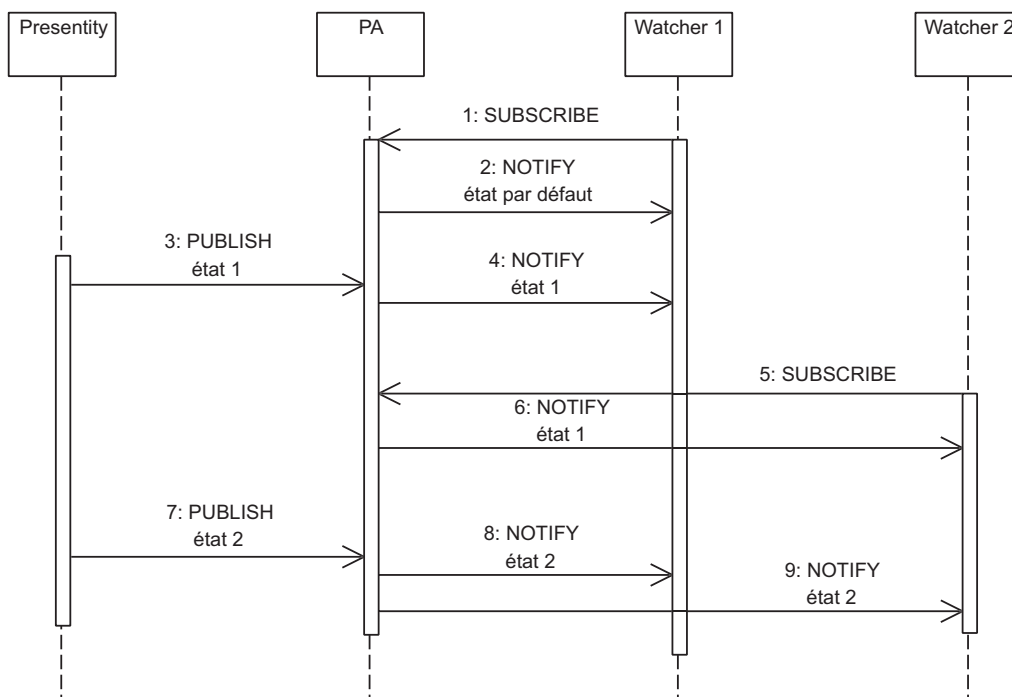 Presentity
PA
Watcher 1
Watcher 2
1: SUBSCRIBE
2: NOTIFY
état par défaut
3: PUBLISH
état 1
4: NOTIFY
état 1
5: SUBSCRIBE
6: NOTIFY
état 1
7: PUBLISH
état 2
8: NOTIFY
état 2
9: NOTIFY
état 2